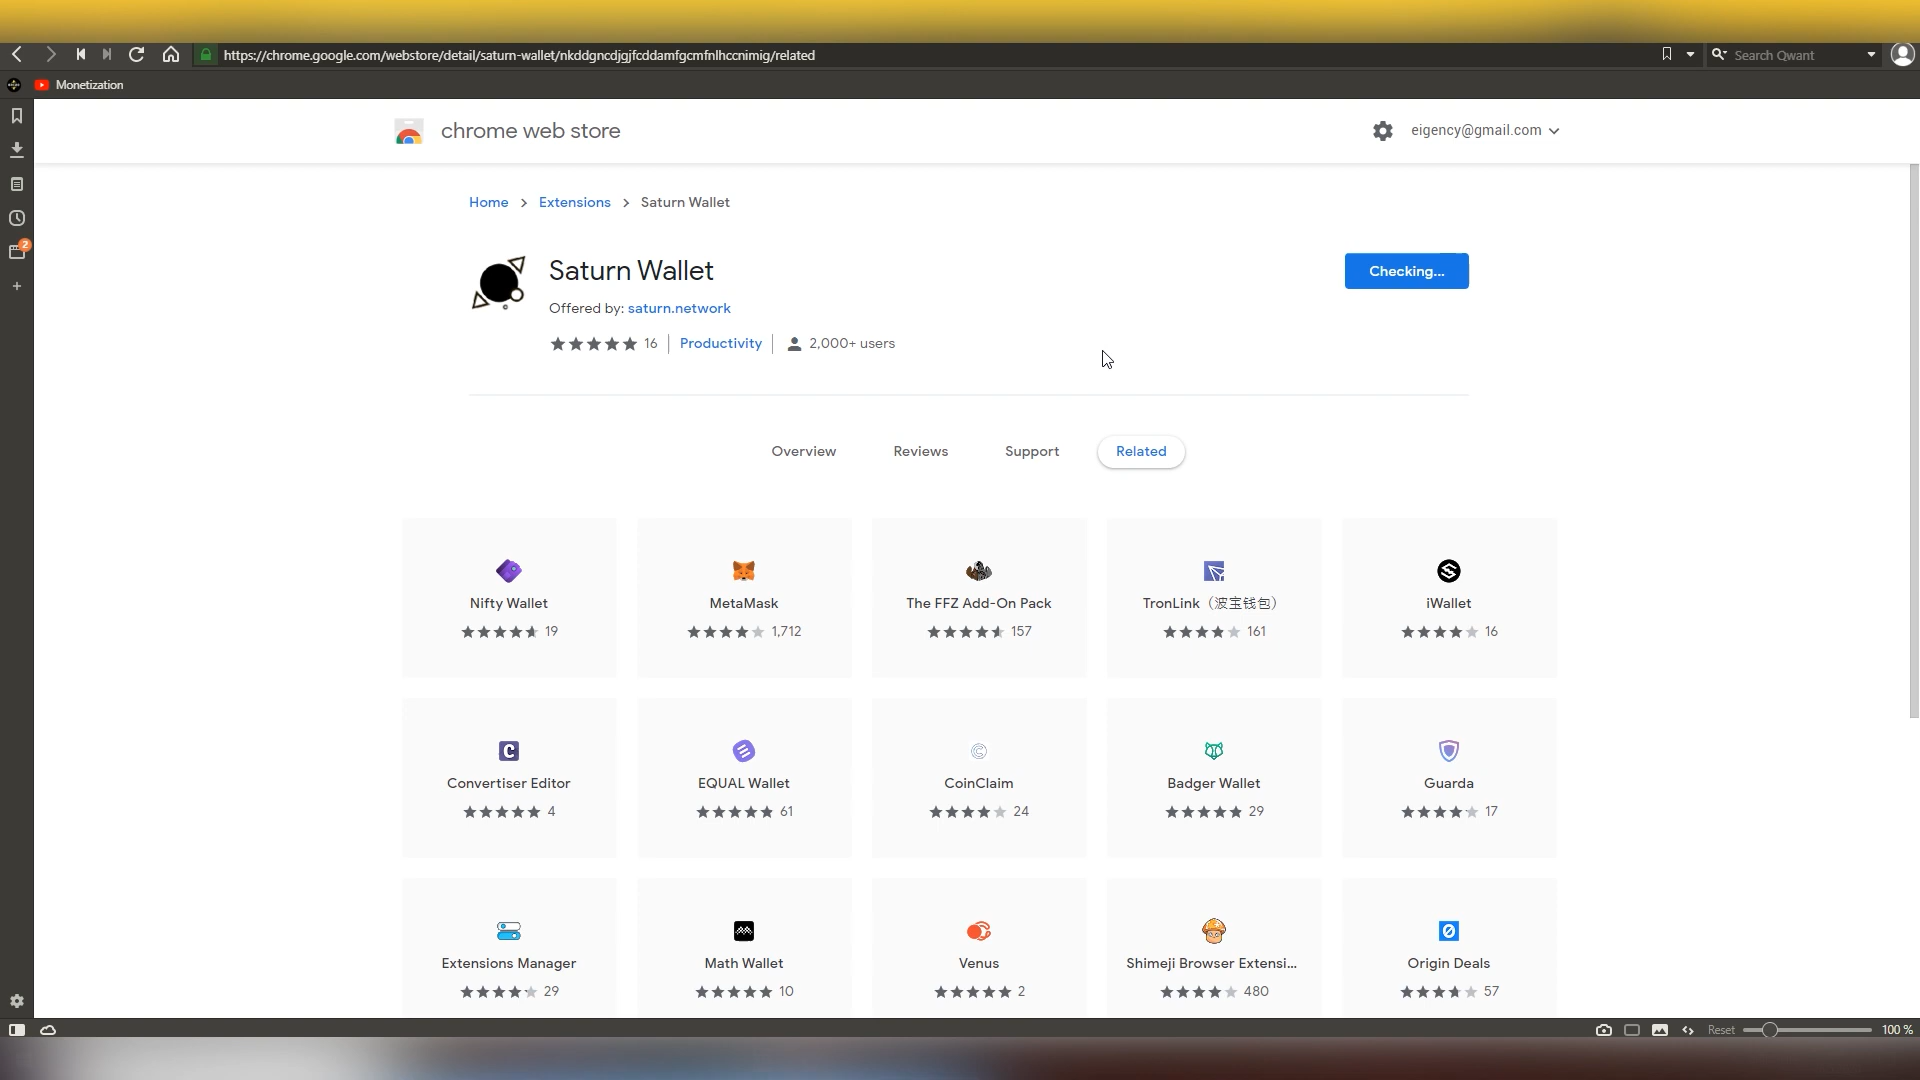 https://chrome.google.com/webstore/detail/saturn-wallet/nkddgncdjgjfcddamfgcmfnlhccnimig/related
Search Qwant
Monetization
chrome web store
eigency@gmail.com
Home > Extensions > Saturn Wallet
2
Saturn Wallet
Checking...
Offered by: saturn.network
16 | Productivity | 2,000+ users
Overview Reviews Support Related
Nifty Wallet MetaMask The FFZ Add-On Pack TronLink（波宝钱包） iWallet
19 1,712 157 161 16
Convertiser Editor EQUAL Wallet CoinClaim Badger Wallet Guarda
4 61 24 29 17
Extensions Manager Math Wallet Venus Shimeji Browser Extensi... Origin Deals
29 10 2 480 57
Reset 100 %